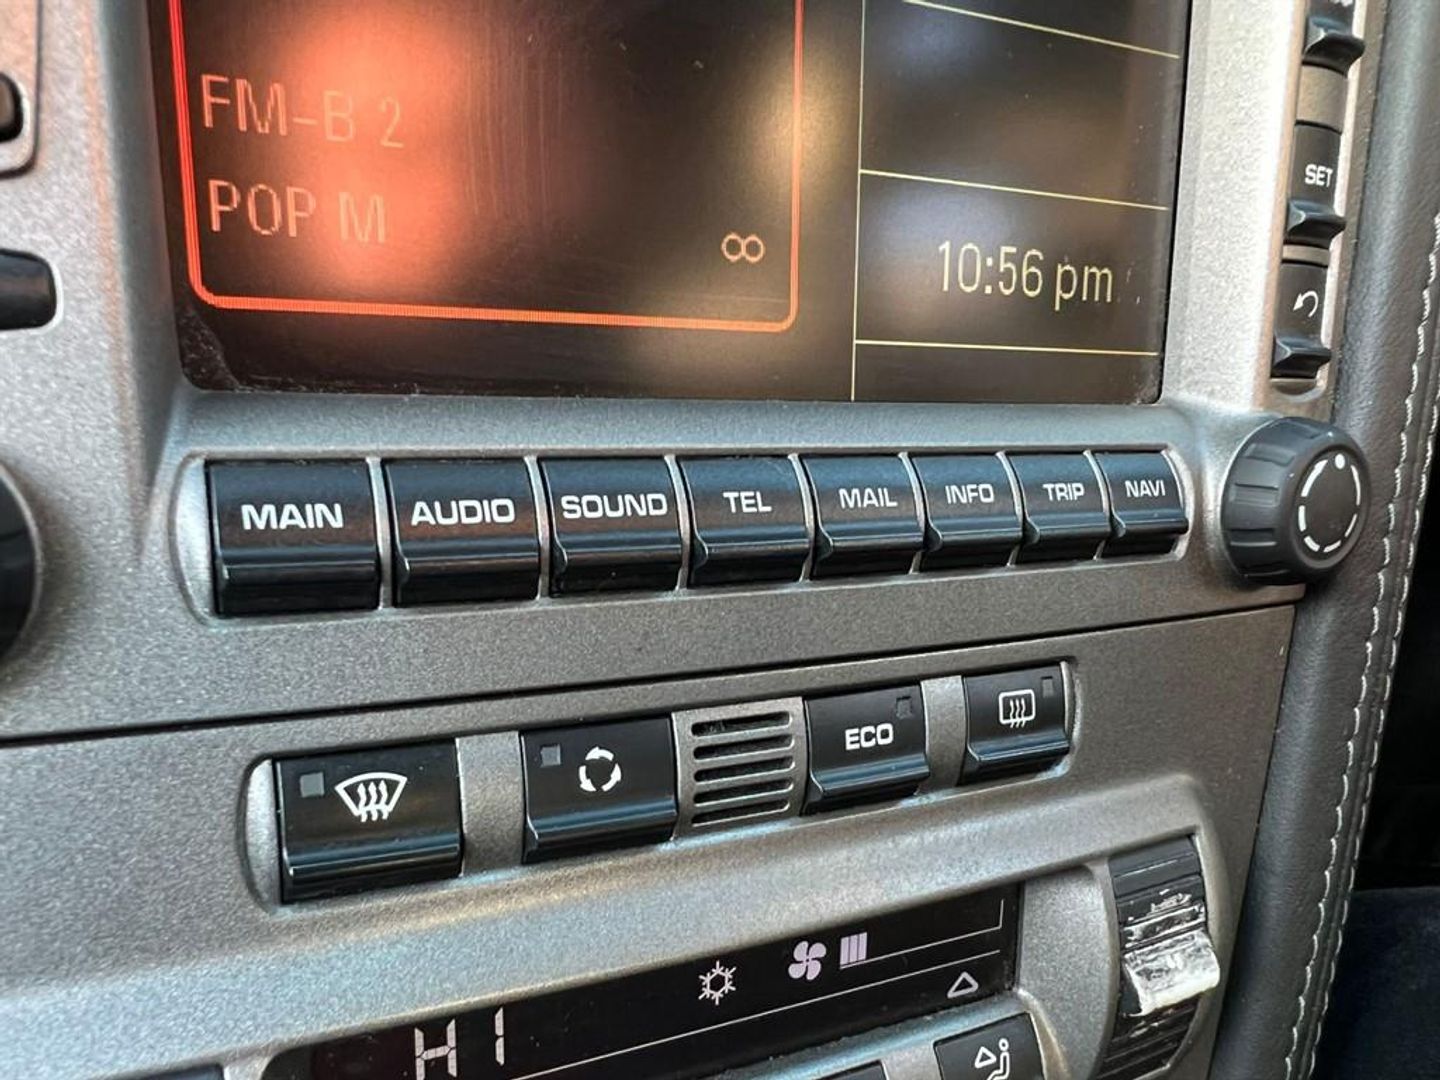 FM-B 2
POP M
10:56 pm
SET
MAIN AUDIO SOUND TEL MAIL INFO TRIP NAVI
ECO
HI